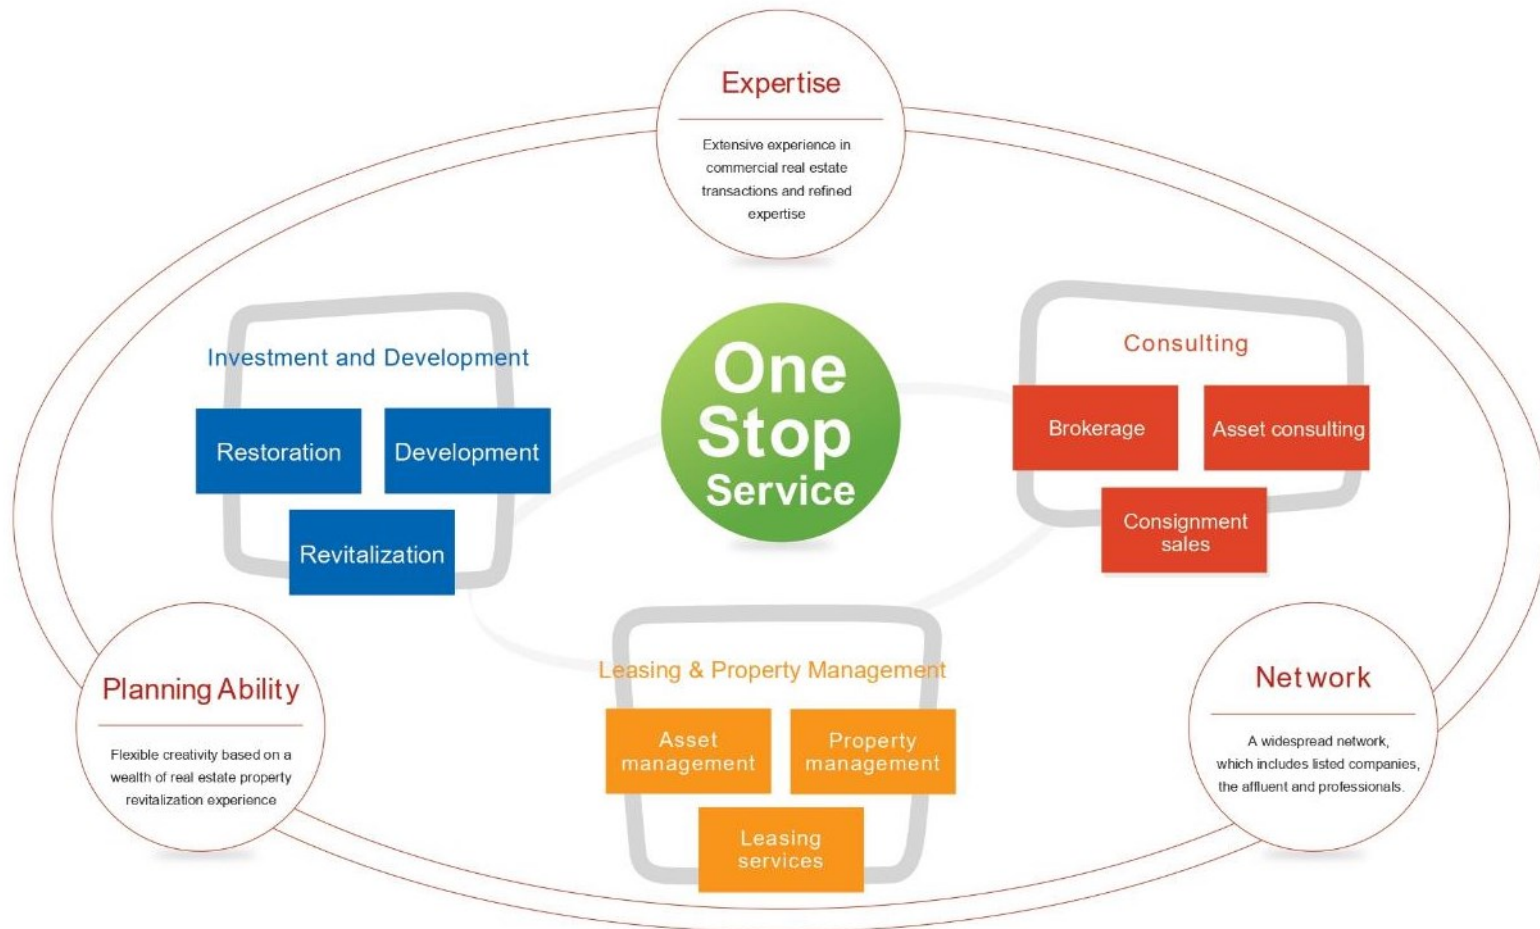 Expertise
Extensive experience in
commercial real estate
transactions and refined
expertise
Investment and Development
Restoration
Development
Revitalization
One
Stop
Service
Consulting
Brokerage
Asset consulting
Consignment
sales
Planning Ability
Flexible creativity based on a
wealth of real estate property
revitalization experience
Leasing & Property Management
Asset
management
Property
management
Leasing
services
Network
A widespread network,
which includes listed companies,
the affluent and professionals.